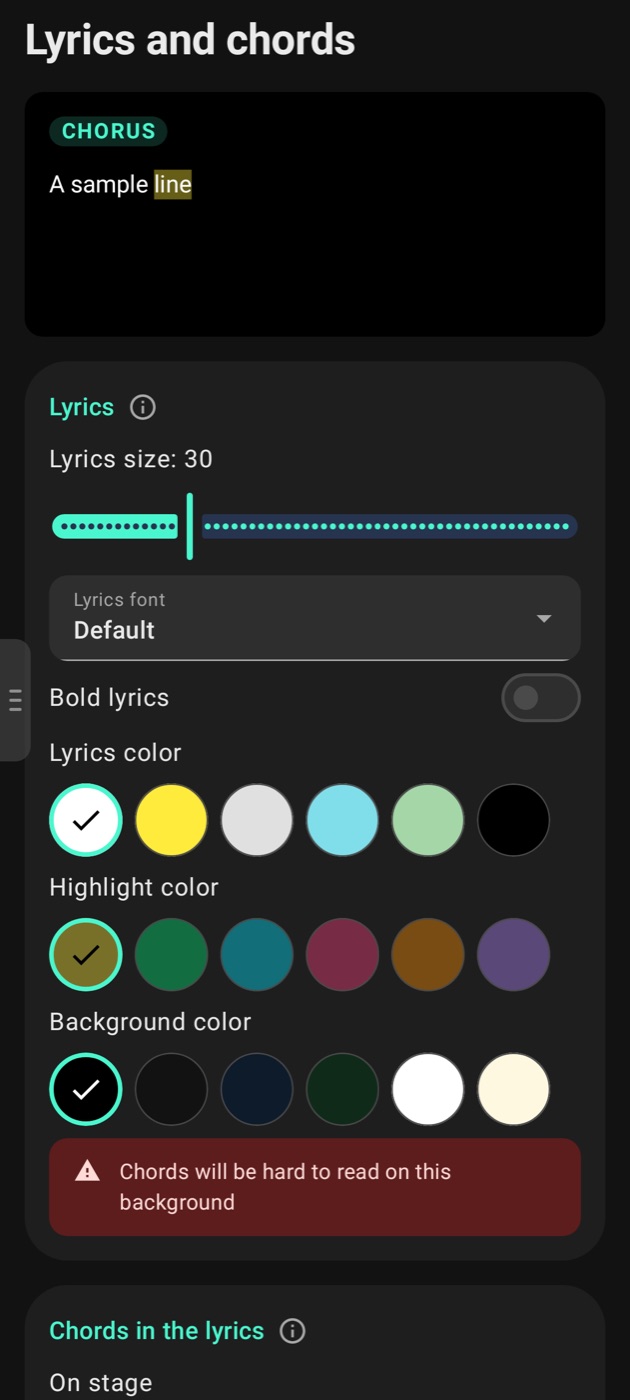 Lyrics and chords
CHORUS
A sample line
Lyrics
Lyrics size: 30
Lyrics font
Default
Bold lyrics
Lyrics color
Highlight color
Background color
Chords will be hard to read on this
background
Chords in the lyrics
On stage